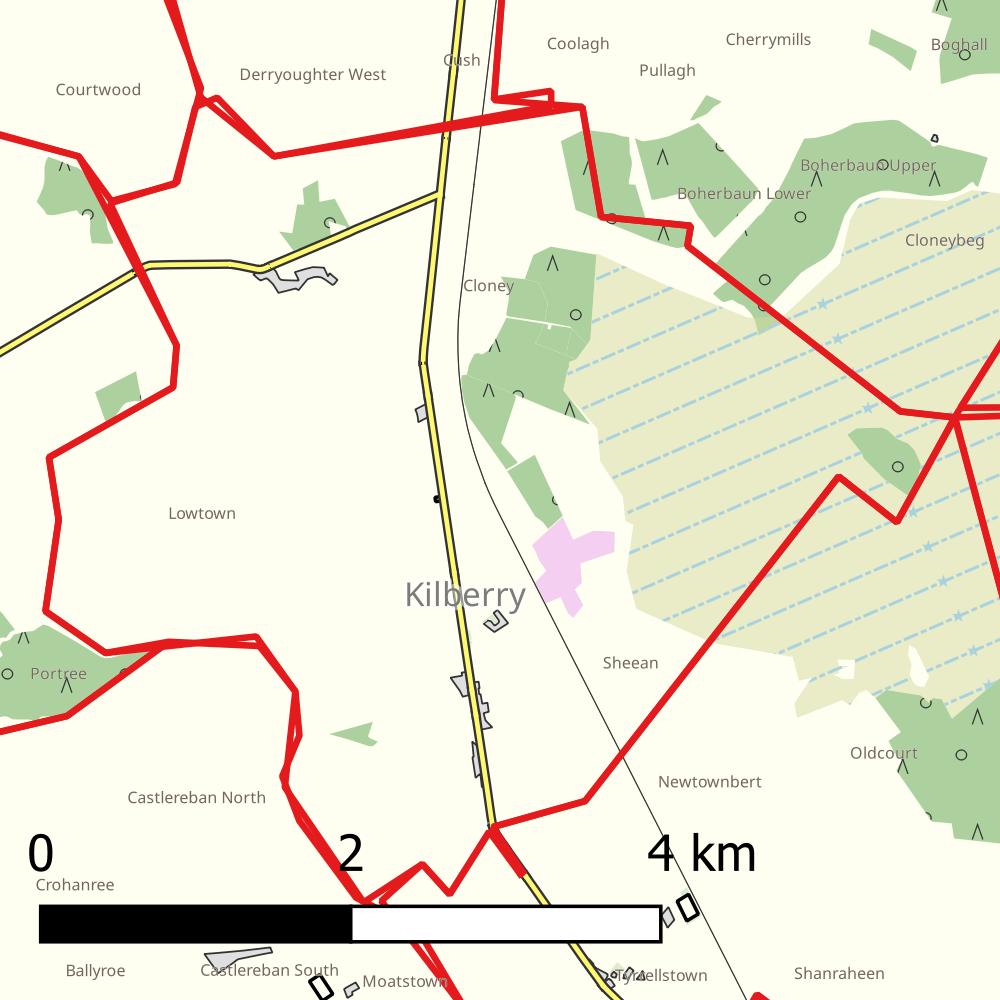 Cherrymills
Coolagh
Boghall
Cush
Pullagh
Derryoughter West
Courtwood
Boherbaun Upper
Boherbaun Lower
Cloneybeg
Cloney
Lowtown
Kilberry
Sheean
Portree
Oldcourt
Newtownbert
Castlereban North
0 2 4 km
Crohanree
Ballyroe
Castlereban South
Moatstown
Tyrrellstown
Shanraheen